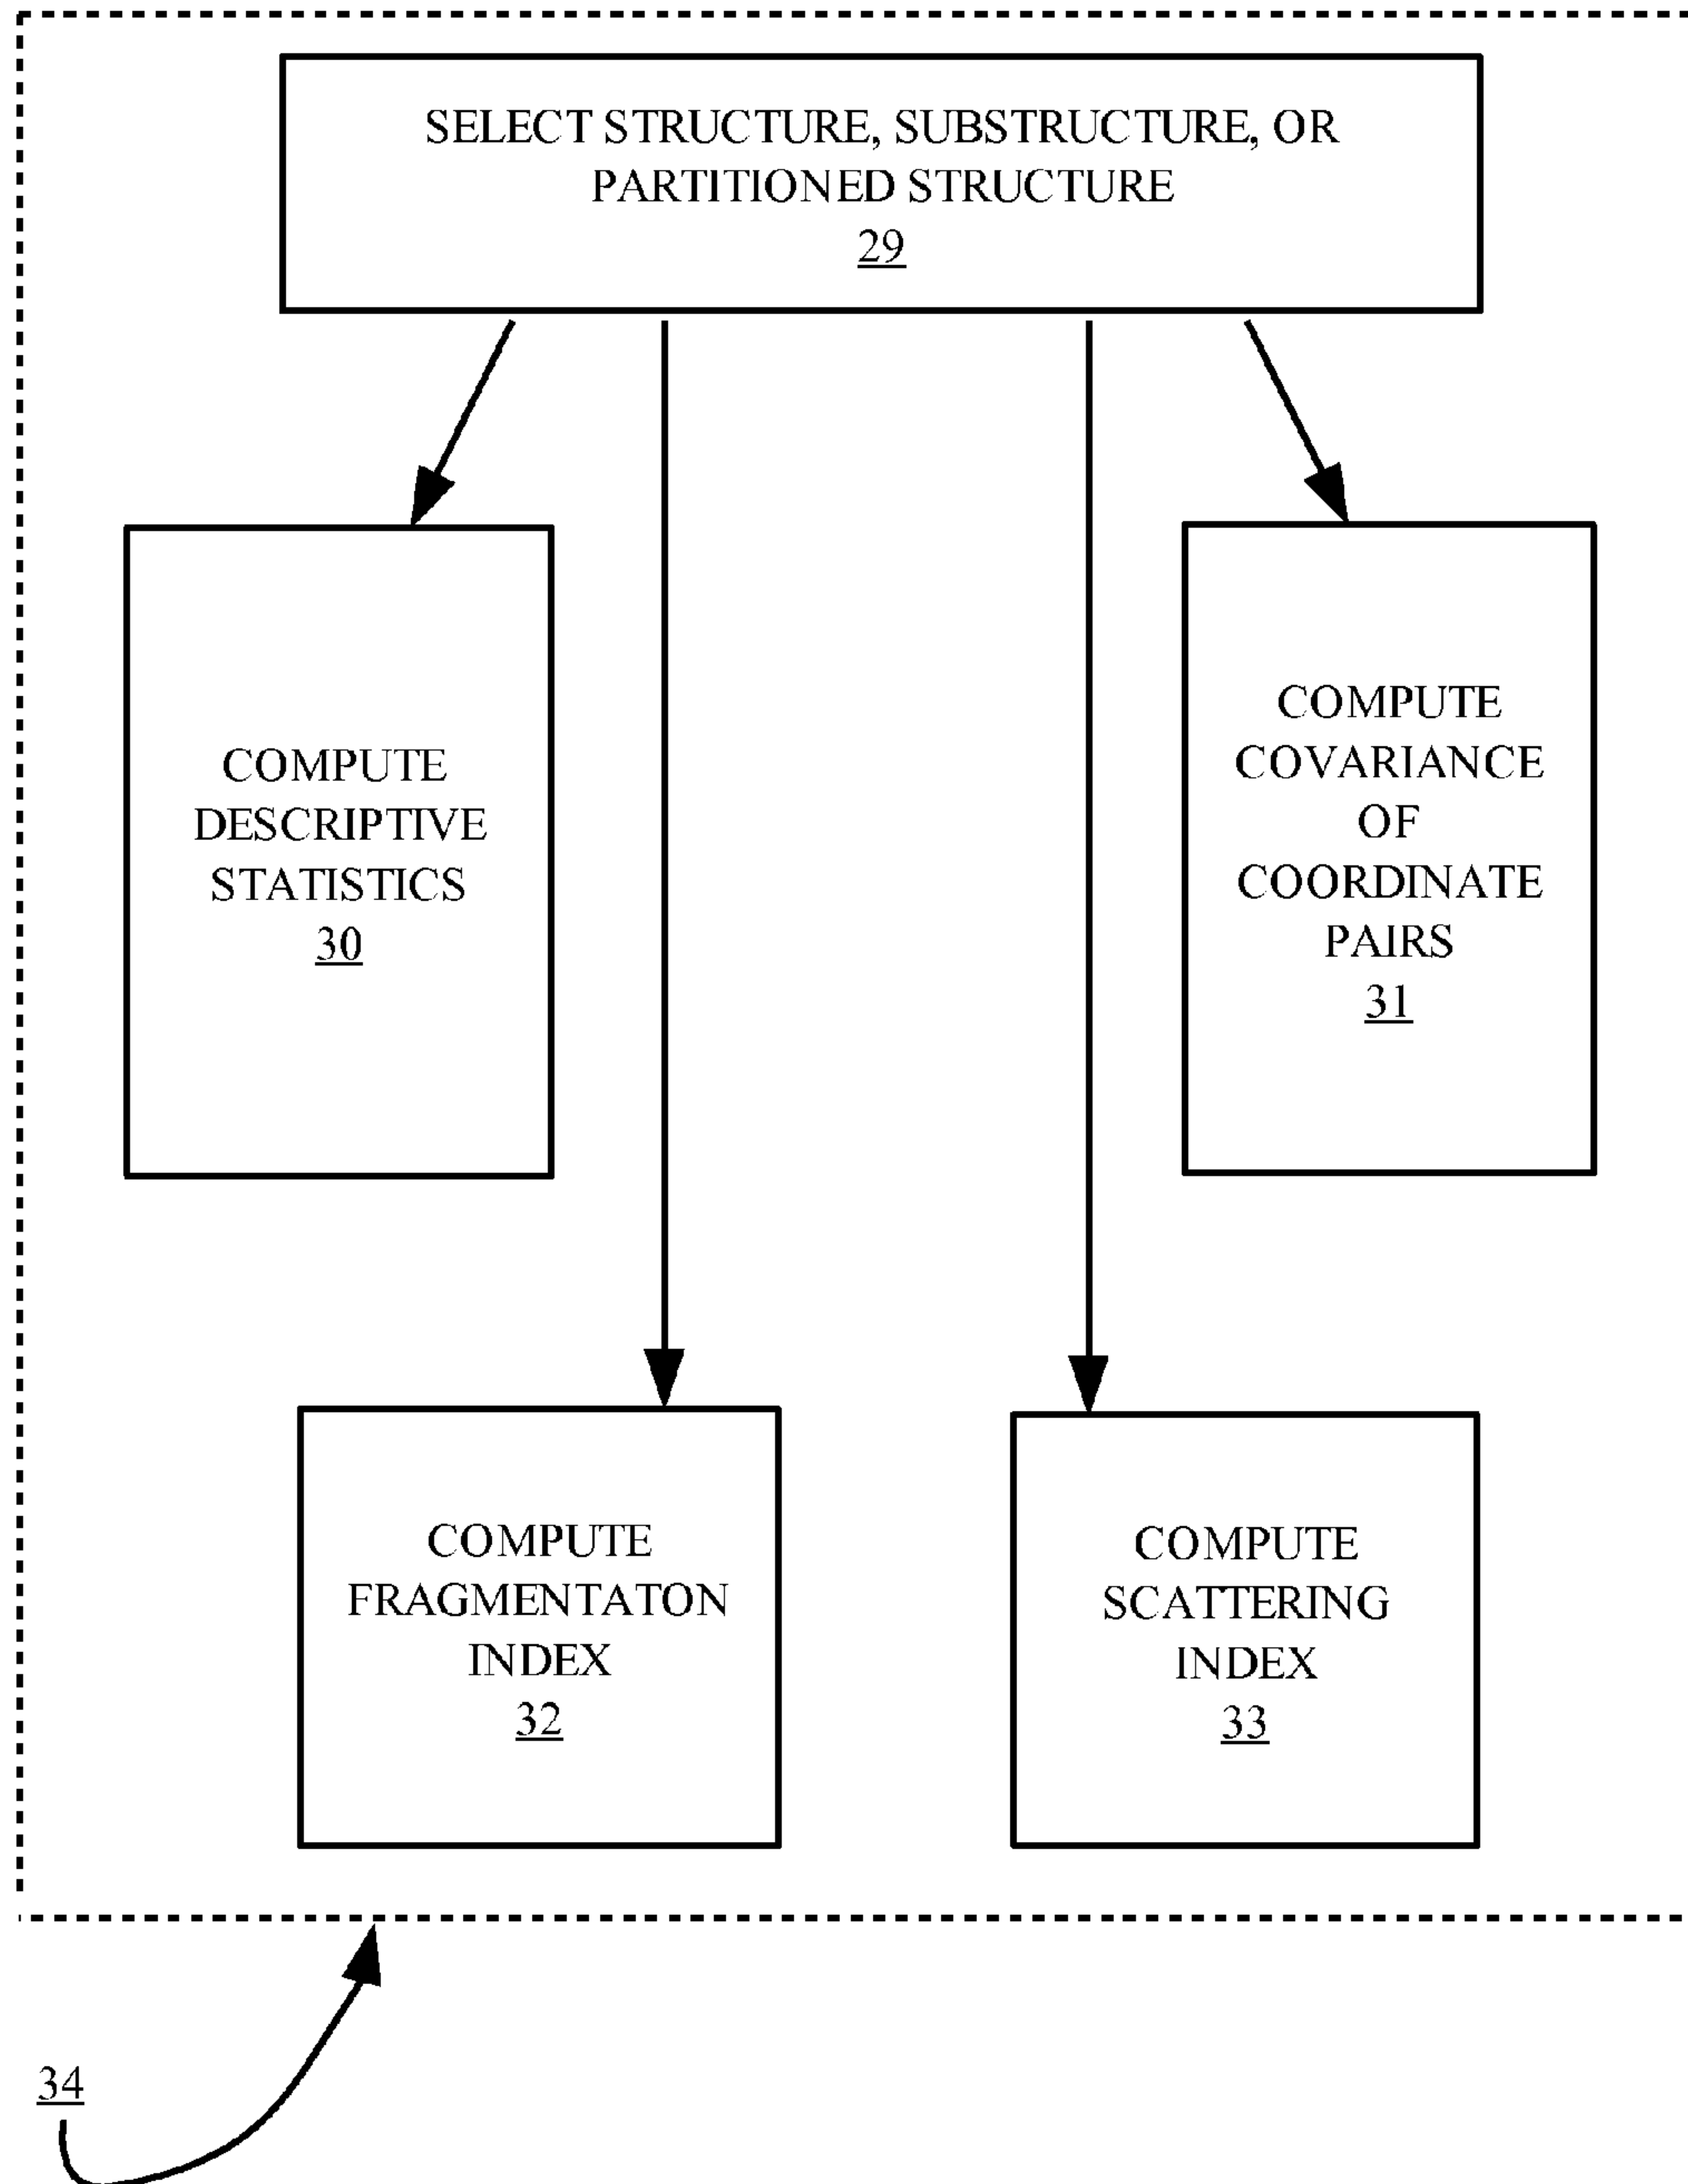 SELECT STRUCTURE, SUBSTRUCTURE, OR
PARTITIONED STRUCTURE
29
COMPUTE
DESCRIPTIVE
STATISTICS
30
COMPUTE
COVARIANCE
OF
COORDINATE
PAIRS
31
COMPUTE
FRAGMENTATON
INDEX
32
COMPUTE
SCATTERING
INDEX
33
34